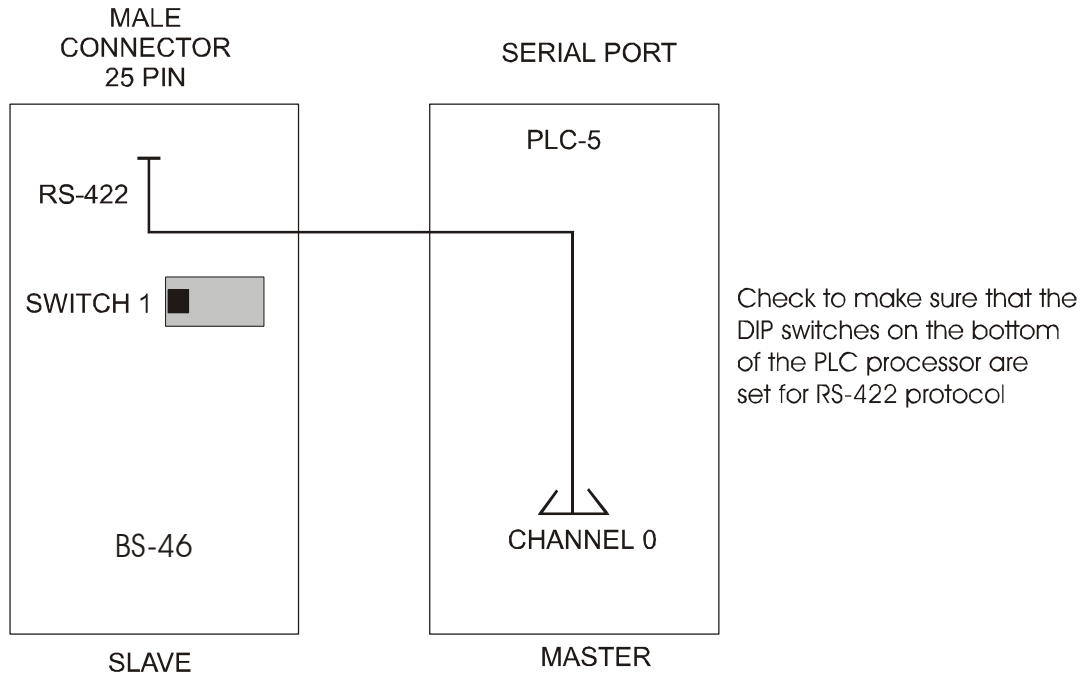 MALE
CONNECTOR
25 PIN
SERIAL PORT
PLC-5
RS-422
SWITCH 1
Check to make sure that the
DIP switches on the bottom
of the PLC processor are
set for RS-422 protocol
CHANNEL 0
BS-46
SLAVE
MASTER